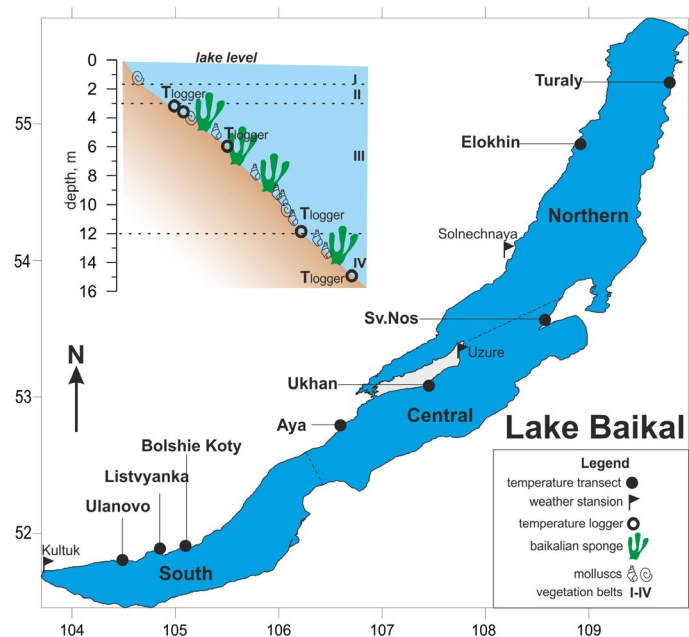 lake level
0
2
4
6
8
10
12
14
16
depth, m
I
II
III
IV
Tlogger
Tlogger
Tlogger
Tlogger
Turaly
Elokhin
Northern
Solnechnaya
Sv.Nos
Uzure
Ukhan
Central
Aya
Bolshie Koty
Listvyanka
Ulanovo
Kultuk
South
N
55
54
53
52
104
105
106
107
108
109
Lake Baikal
Legend
temperature transect
weather stansion
temperature logger
baikalian sponge
molluscs
vegetation belts I-IV